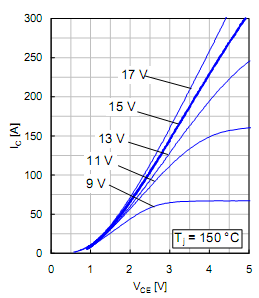 300
250
200
150
100
50
0
I_C [A]
17 V
15 V
13 V
11 V
9 V
T_j = 150 °C
0 1 2 3 4 5
V_CE [V]